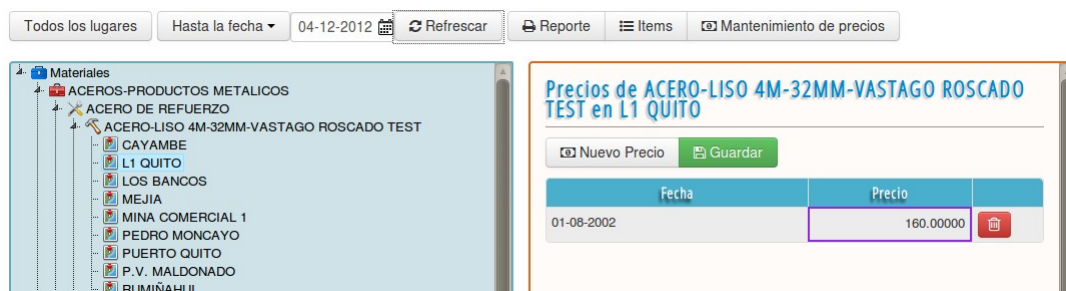 Todos los lugares Hasta la fecha 04-12-2012 Refrescar Reporte Items Mantenimiento de precios
Materiales
ACEROS-PRODUCTOS METALICOS
ACERO DE REFUERZO
ACERO-LISO 4M-32MM-VASTAGO ROSCADO TEST
CAYAMBE
L1 QUITO
LOS BANCOS
MEJIA
MINA COMERCIAL 1
PEDRO MONCAYO
PUERTO QUITO
P.V. MALDONADO
RUMIÑAHUI
Precios de ACERO-LISO 4M-32MM-VASTAGO ROSCADO
TEST en L1 QUITO
Nuevo Precio Guardar
Fecha Precio
01-08-2002 160.00000